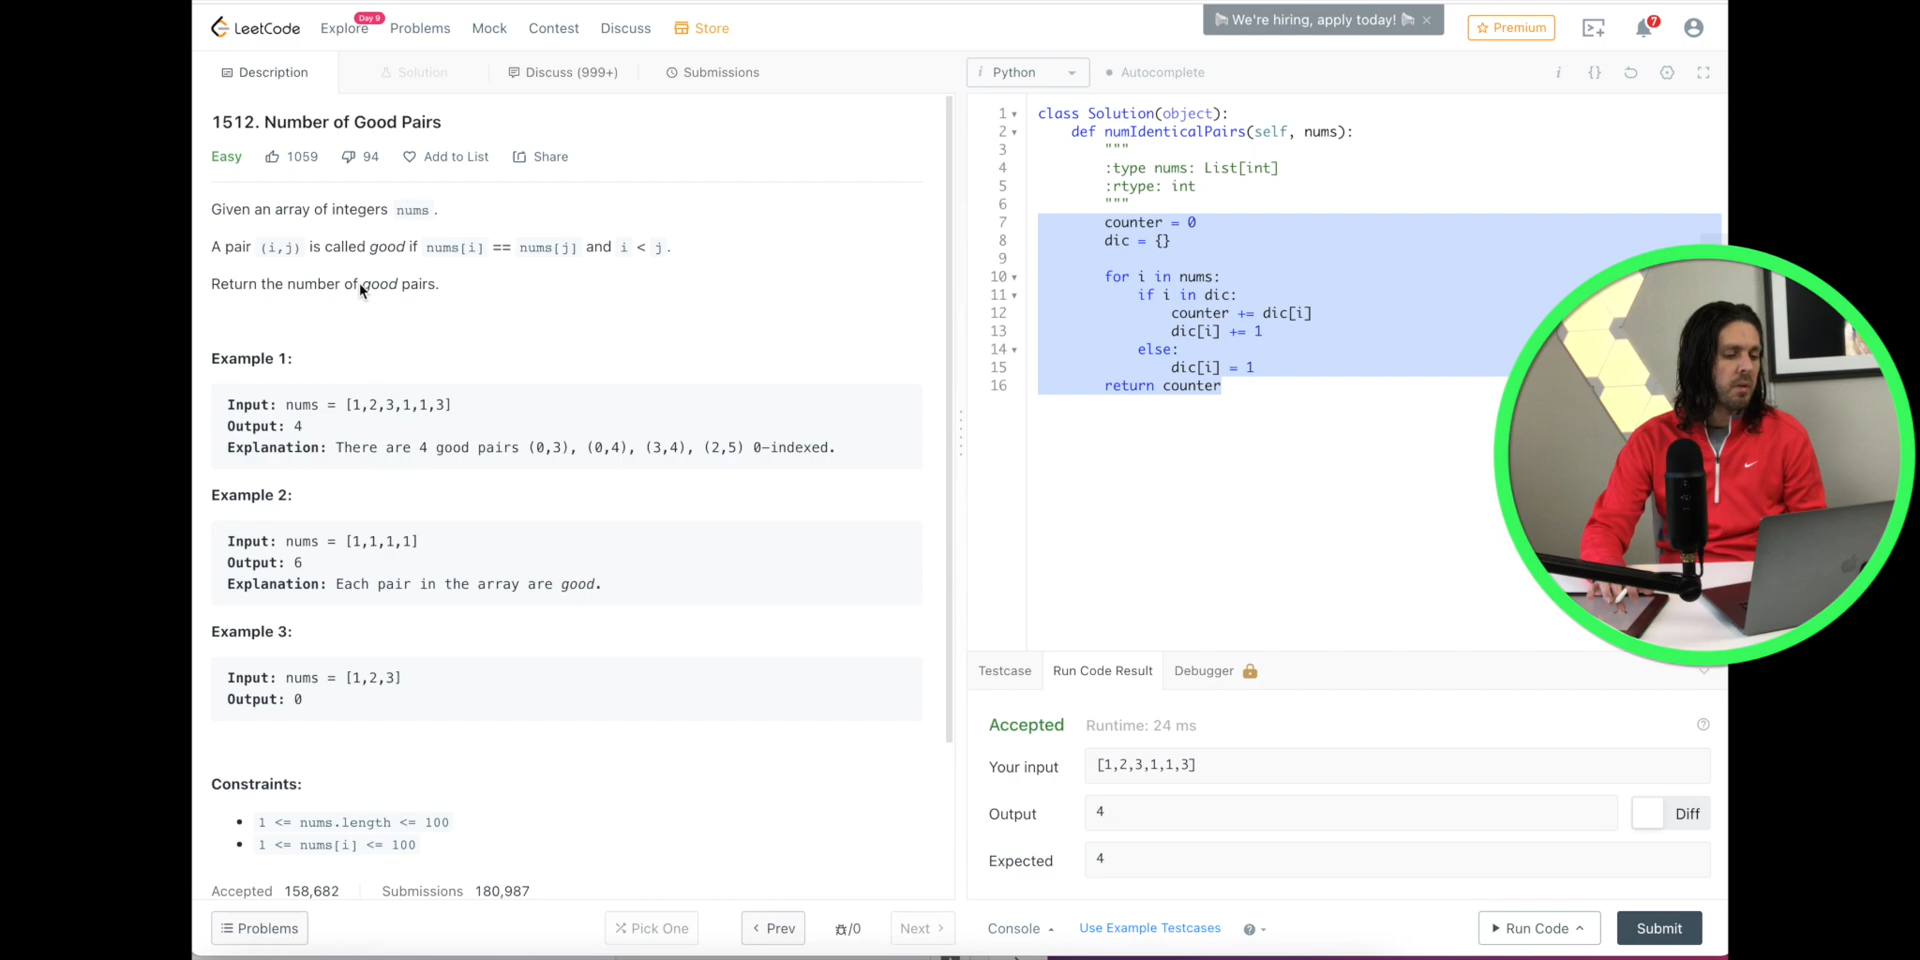 LeetCode
Explore
Day 9
Problems
Mock
Contest
Discuss
Store
We're hiring, apply today!
Premium
7
Description
Solution
Discuss (999+)
Submissions
i Python
Autocomplete
i
{}
1512. Number of Good Pairs
Easy
1059
94
Add to List
Share
Given an array of integers nums .
A pair (i,j) is called good if nums[i] == nums[j] and i < j.
Return the number of good pairs.
Example 1:
Input: nums = [1,2,3,1,1,3]
Output: 4
Explanation: There are 4 good pairs (0,3), (0,4), (3,4), (2,5) 0-indexed.
Example 2:
Input: nums = [1,1,1,1]
Output: 6
Explanation: Each pair in the array are good.
Example 3:
Input: nums = [1,2,3]
Output: 0
Constraints:
• 1 <= nums.length <= 100
• 1 <= nums[i] <= 100
Accepted 158,682
Submissions 180,987
Problems
Pick One
< Prev
/0
Next >
1 class Solution(object):
2 def numIdenticalPairs(self, nums):
3 """
4 :type nums: List[int]
5 :rtype: int
6 """
7 counter = 0
8 dic = {}
9
10 for i in nums:
11 if i in dic:
12 counter += dic[i]
13 dic[i] += 1
14 else:
15 dic[i] = 1
16 return counter
Testcase
Run Code Result
Debugger
Accepted
Runtime: 24 ms
Your input
[1,2,3,1,1,3]
Output
4
Diff
Expected
4
Console
Use Example Testcases
Run Code
Submit